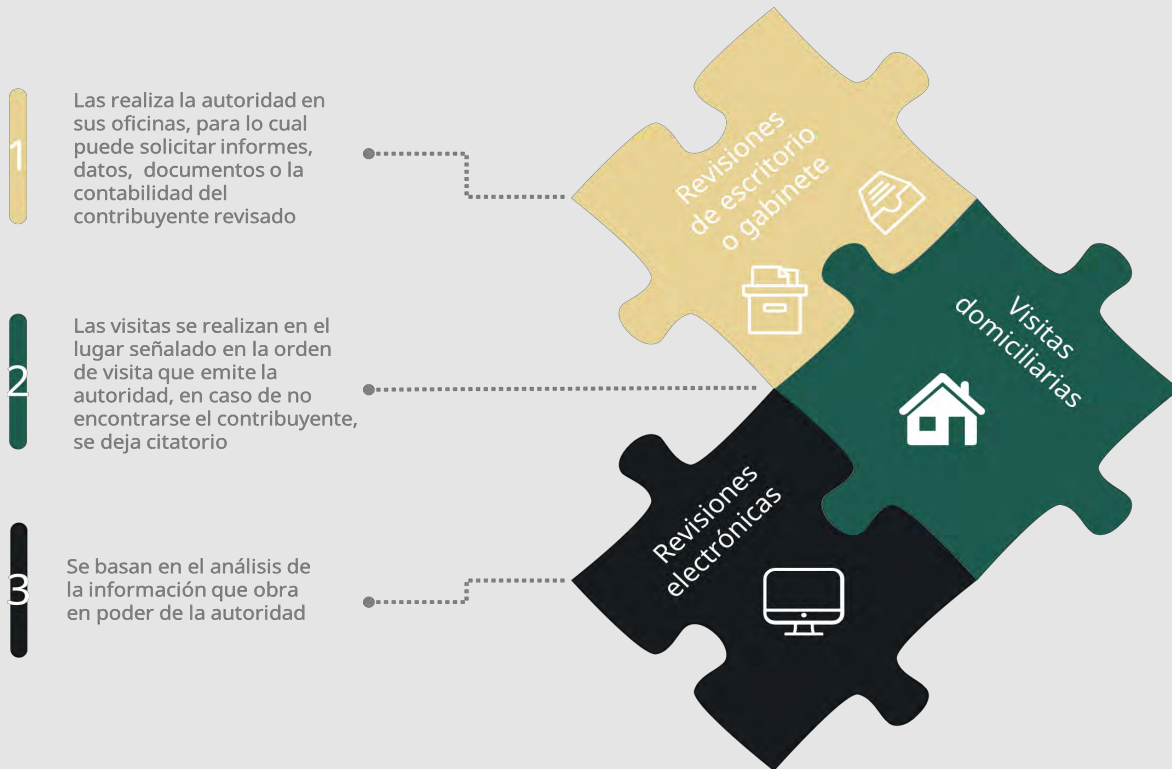 1
Las realiza la autoridad en
sus oficinas, para lo cual
puede solicitar informes,
datos, documentos o la
contabilidad del
contribuyente revisado
Revisiones
de escritorio
o gabinete
2
Las visitas se realizan en el
lugar señalado en la orden
de visita que emite la
autoridad, en caso de no
encontrarse el contribuyente,
se deja citatorio
Visitas
domiciliarias
3
Se basan en el análisis de
la información que obra
en poder de la autoridad
Revisiones
electrónicas